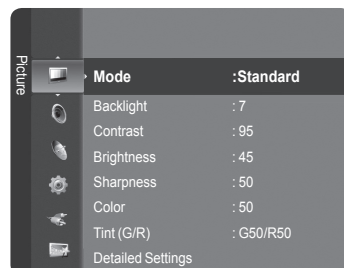 Picture
Mode :Standard
Backlight : 7
Contrast : 95
Brightness : 45
Sharpness : 50
Color : 50
Tint (G/R) : G50/R50
Detailed Settings